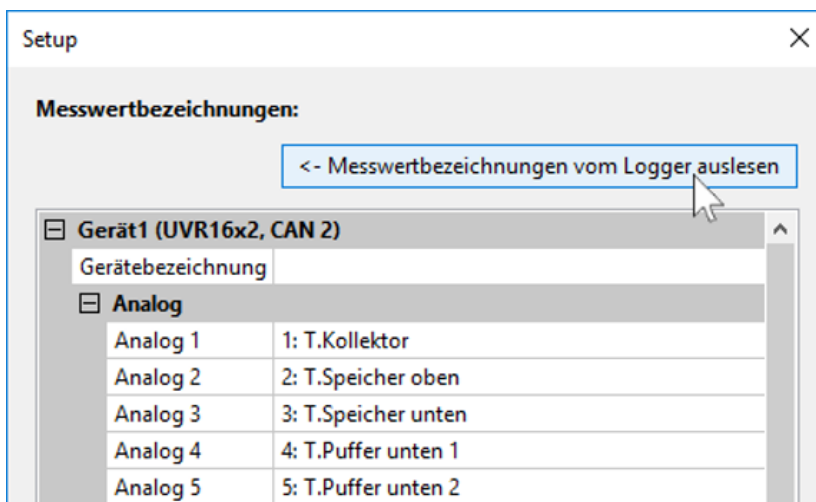 Setup
Messwertbezeichnungen:
<- Messwertbezeichnungen vom Logger auslesen
Gerät1 (UVR16x2, CAN 2)
Gerätebezeichnung
Analog
Analog 1 1: T.Kollektor
Analog 2 2: T.Speicher oben
Analog 3 3: T.Speicher unten
Analog 4 4: T.Puffer unten 1
Analog 5 5: T.Puffer unten 2